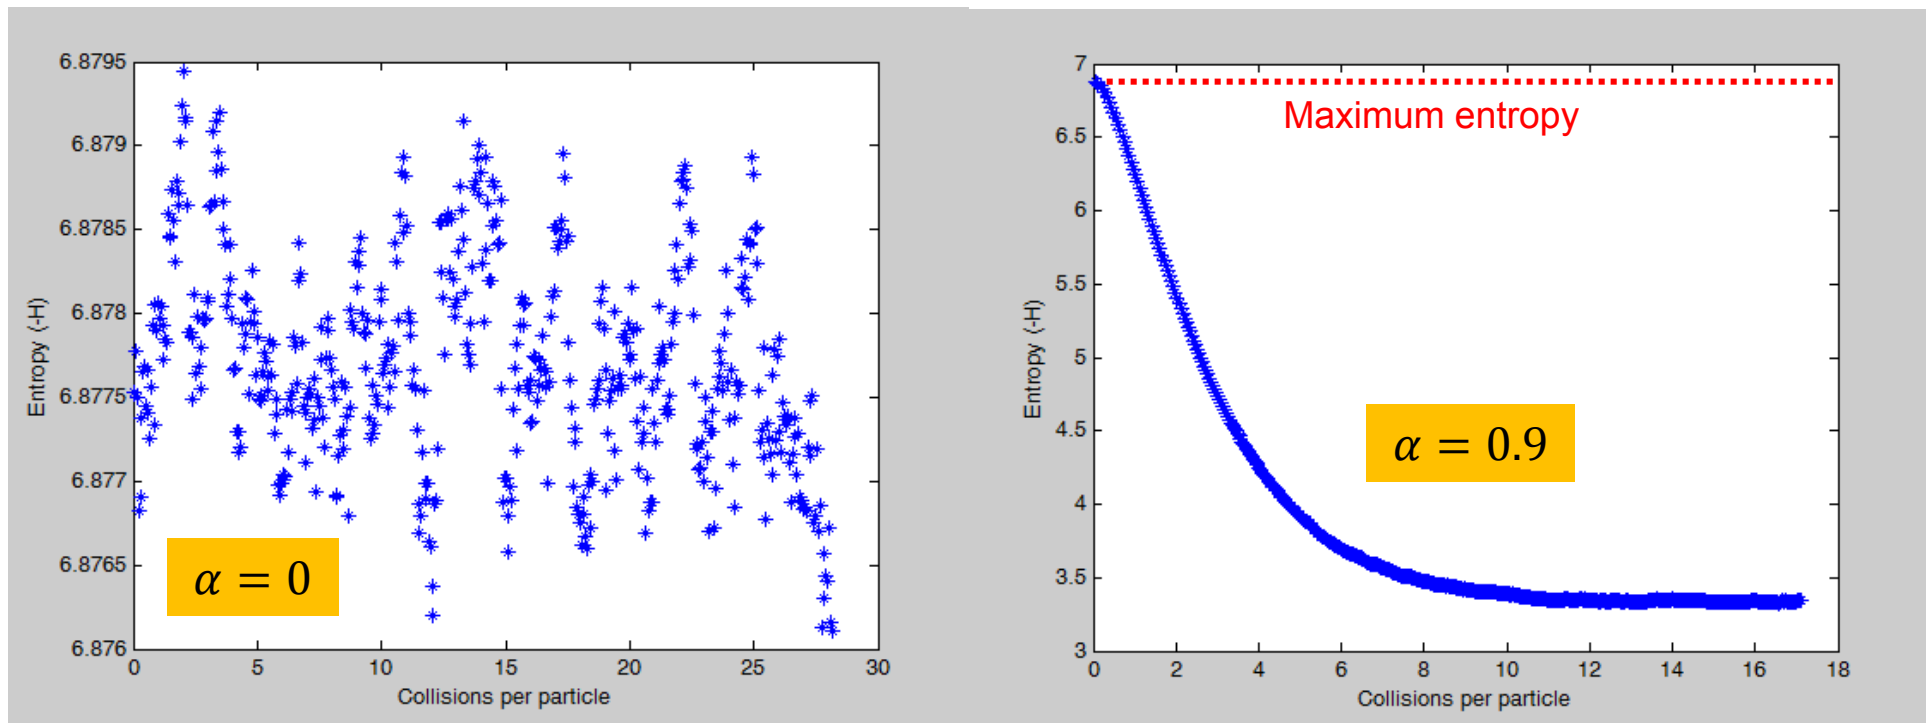 6.8795
6.879
6.8785
6.878
6.8775
6.877
6.8765
6.876
Entropy (-H)
α = 0
0 5 10 15 20 25 30
Collisions per particle
7
6.5
6
5.5
5
4.5
4
3.5
3
Entropy (-H)
Maximum entropy
α = 0.9
0 2 4 6 8 10 12 14 16 18
Collisions per particle